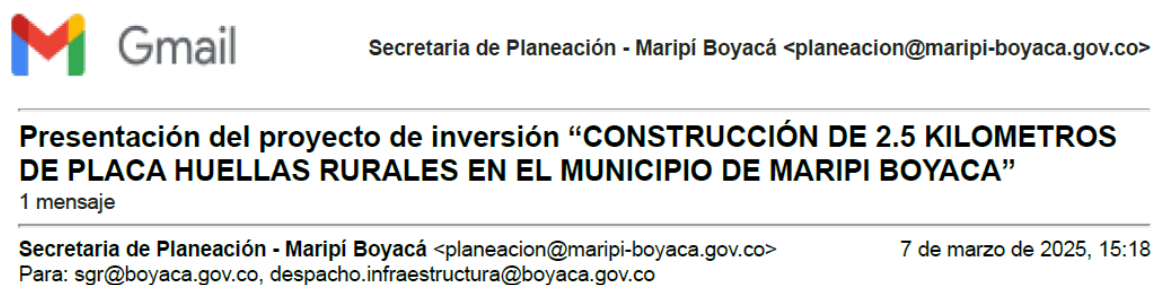 Gmail
Secretaria de Planeación - Maripí Boyacá <planeacion@maripi-boyaca.gov.co>
Presentación del proyecto de inversión “CONSTRUCCIÓN DE 2.5 KILOMETROS
DE PLACA HUELLAS RURALES EN EL MUNICIPIO DE MARIPI BOYACA”
1 mensaje
Secretaria de Planeación - Maripí Boyacá <planeacion@maripi-boyaca.gov.co> 7 de marzo de 2025, 15:18
Para: sgr@boyaca.gov.co, despacho.infraestructura@boyaca.gov.co